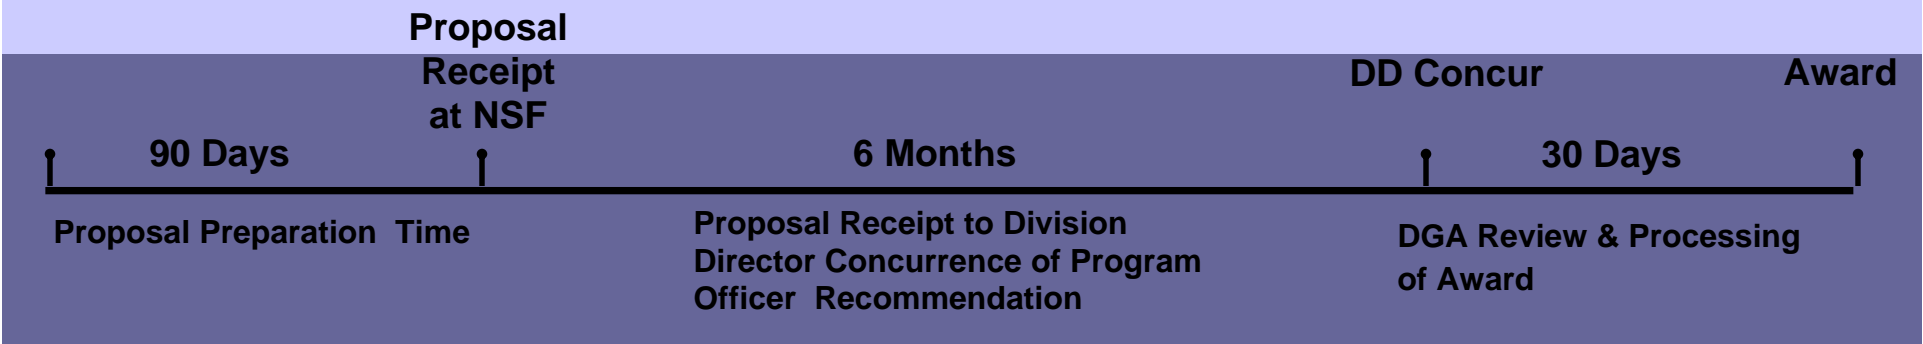 Proposal
Receipt
at NSF
DD Concur
Award
90 Days
6 Months
30 Days
Proposal Preparation Time
Proposal Receipt to Division
Director Concurrence of Program
Officer Recommendation
DGA Review & Processing
of Award